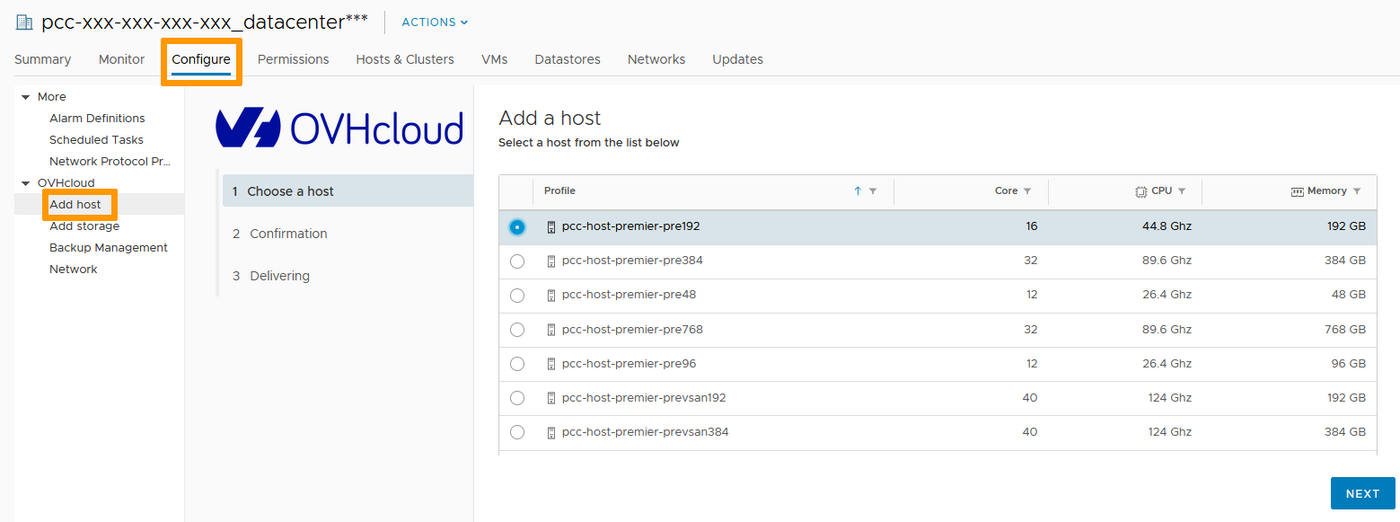 pcc-xxx-xxx-xxx-xxx_datacenter*** ACTIONS
Summary Monitor Configure Permissions Hosts & Clusters VMs Datastores Networks Updates
More
Alarm Definitions
Scheduled Tasks
Network Protocol Pr...
OVHcloud
Add host
Add storage
Backup Management
Network
OVHcloud
1 Choose a host
2 Confirmation
3 Delivering
Add a host
Select a host from the list below
Profile Core CPU Memory
pcc-host-premier-pre192 16 44.8 Ghz 192 GB
pcc-host-premier-pre384 32 89.6 Ghz 384 GB
pcc-host-premier-pre48 12 26.4 Ghz 48 GB
pcc-host-premier-pre768 32 89.6 Ghz 768 GB
pcc-host-premier-pre96 12 26.4 Ghz 96 GB
pcc-host-premier-prevsan192 40 124 Ghz 192 GB
pcc-host-premier-prevsan384 40 124 Ghz 384 GB
NEXT